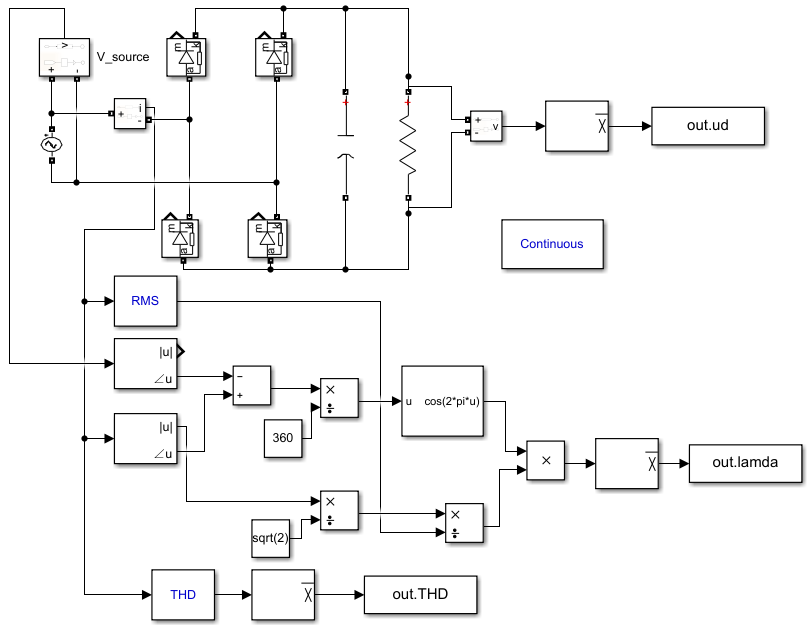 v
+ -
V_source
m k
a
m k
a
+
i
-
+
+
+
-
v
X
out.ud
m k
a
m k
a
Continuous
RMS
|u|
∠u
-
+
×
÷
360
u cos(2*pi*u)
|u|
∠u
×
X
out.lamda
×
÷
sqrt(2)
×
÷
THD
X
out.THD